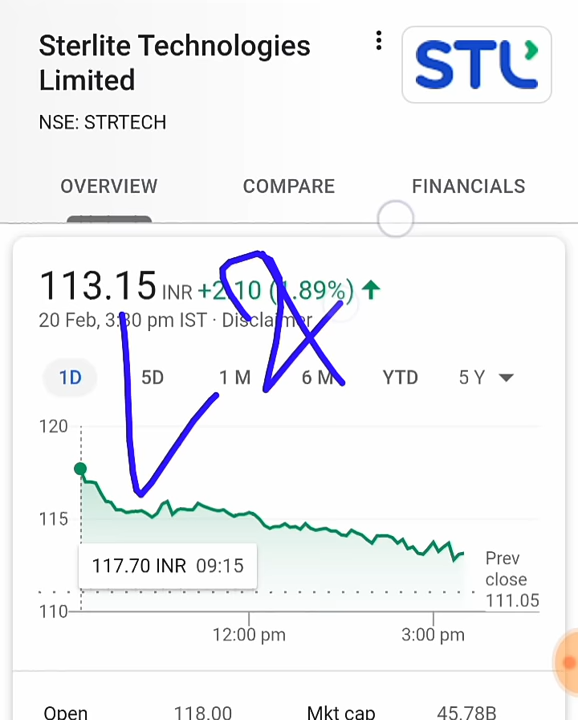 Sterlite Technologies
Limited
STL
NSE: STRTECH
OVERVIEW COMPARE FINANCIALS
113.15 INR +2.10 (1.89%)
20 Feb, 3:30 pm IST · Disclaimer
1D 5D 1 M 6 M YTD 5 Y
120
115
117.70 INR 09:15
Prev
close
111.05
110
12:00 pm 3:00 pm
Open 118.00 Mkt cap 45.78B